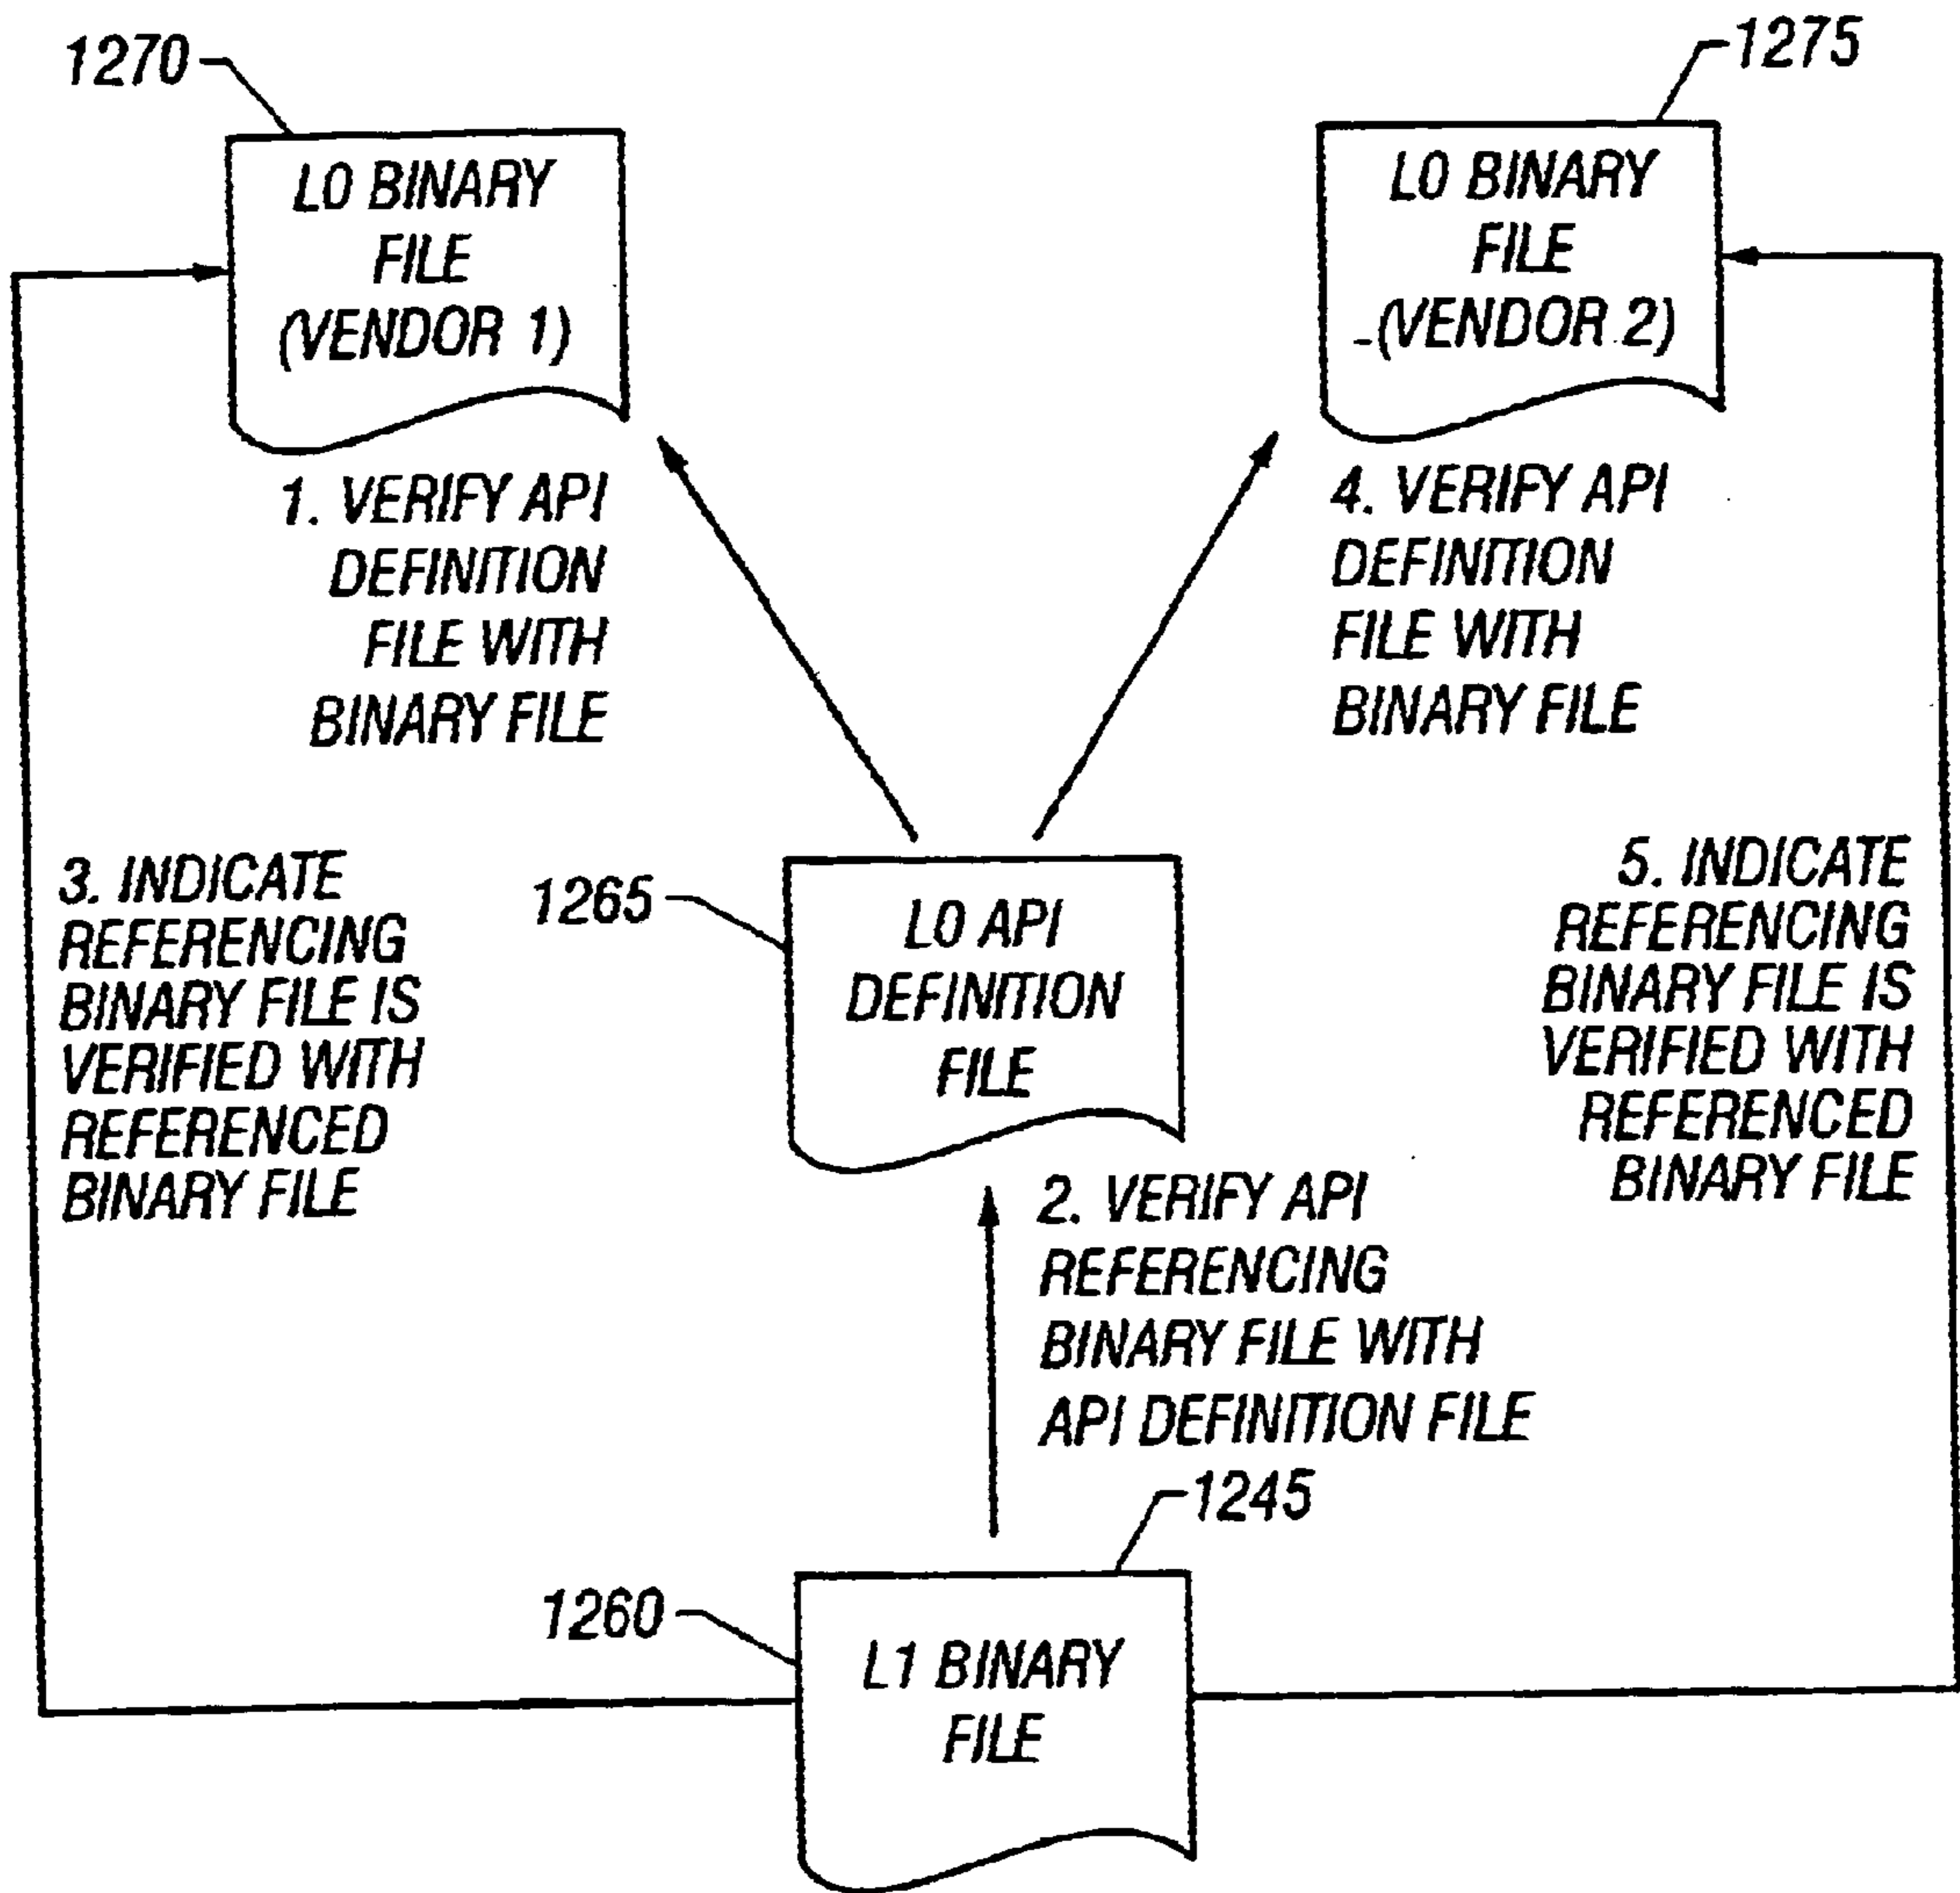 1270
1275
L0 BINARY
FILE
(VENDOR 1)
L0 BINARY
FILE
(VENDOR 2)
1. VERIFY API
DEFINITION
FILE WITH
BINARY FILE
4. VERIFY API
DEFINITION
FILE WITH
BINARY FILE
3. INDICATE
REFERENCING
BINARY FILE IS
VERIFIED WITH
REFERENCED
BINARY FILE
1265
L0 API
DEFINITION
FILE
5. INDICATE
REFERENCING
BINARY FILE IS
VERIFIED WITH
REFERENCED
BINARY FILE
2. VERIFY API
REFERENCING
BINARY FILE WITH
API DEFINITION FILE
1245
1260
L1 BINARY
FILE